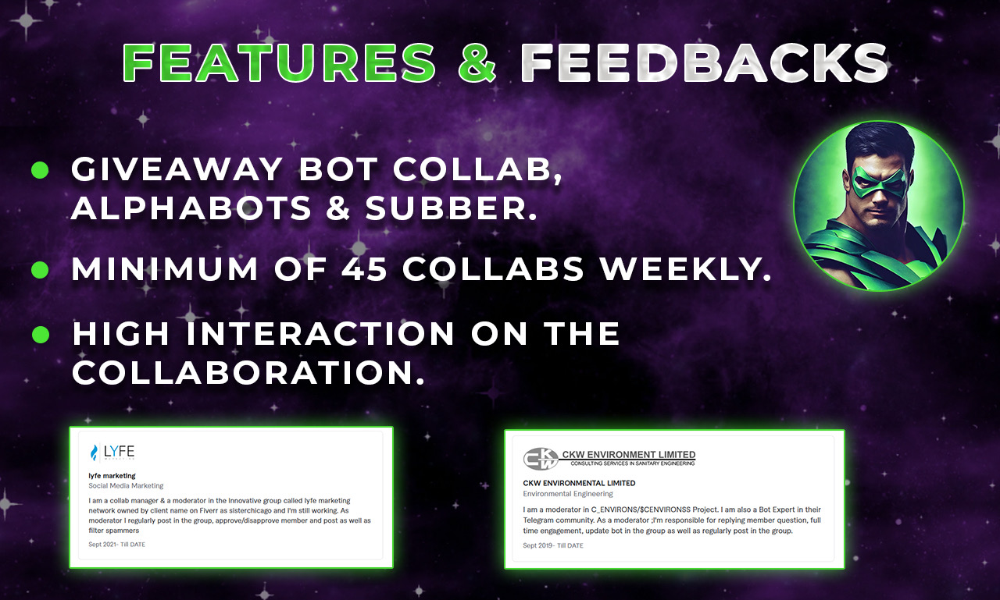 FEATURES & FEEDBACKS
GIVEAWAY BOT COLLAB,
ALPHABOTS & SUBBER.
MINIMUM OF 45 COLLABS WEEKLY.
HIGH INTERACTION ON THE
COLLABORATION.
LYFE
lyfe marketing
Social Media Marketing
I am a collab manager & a moderator in the Innovative group called lyfe marketing
network owned by client name on Fiverr as sisterchicago and I'm still working. As
moderator I regularly post in the group, approve/disapprove member and post as well as
filter spammers
Sept 2021- Till DATE
CKW
CKW ENVIRONMENT LIMITED
CONSULTING SERVICES IN SANITARY ENGINEERING
CKW ENVIRONMENTAL LIMITED
Environmental Engineering
I am a moderator in C_ENVIRONS/$CENVIRONSS Project. I am also a Bot Expert in their
Telegram community. As a moderator ;I'm responsible for replying member question, full
time engagement, update bot in the group as well as regularly post in the group.
Sept 2019- Till DATE